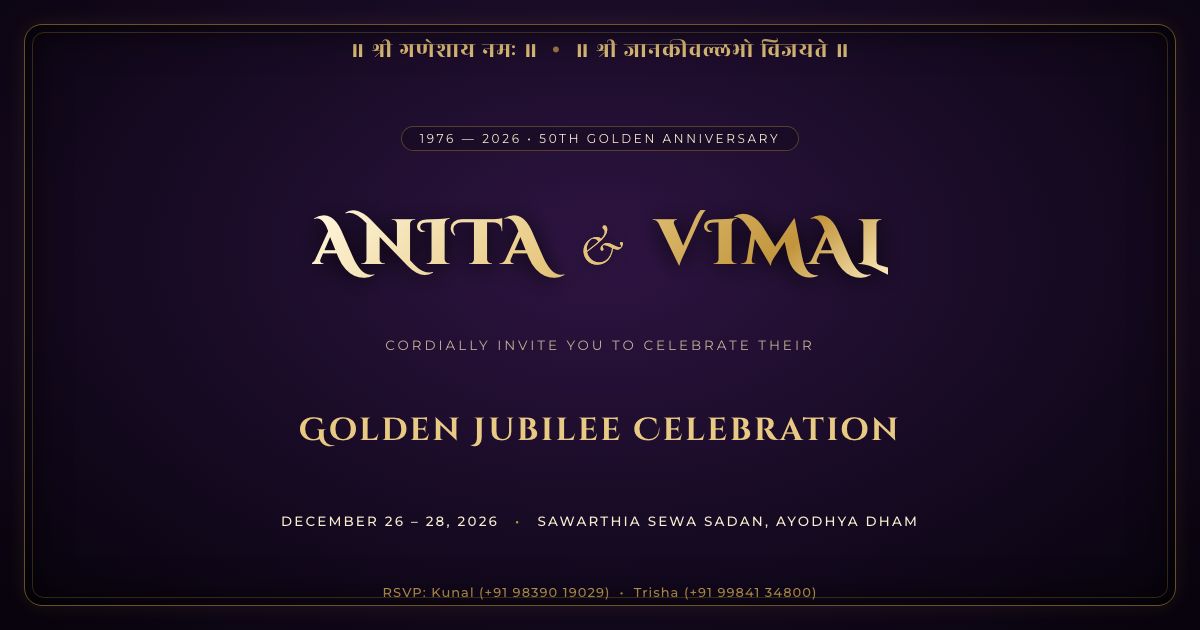 ॥ श्री गणेशाय नमः ॥ • ॥ श्री जानकीवल्लभो विजयते ॥
1976 — 2026 • 50TH GOLDEN ANNIVERSARY
ANITA & VIMAL
CORDIALLY INVITE YOU TO CELEBRATE THEIR
GOLDEN JUBILEE CELEBRATION
DECEMBER 26 – 28, 2026 • SAWARTHIA SEWA SADAN, AYODHYA DHAM
RSVP: Kunal (+91 98390 19029) • Trisha (+91 99841 34800)